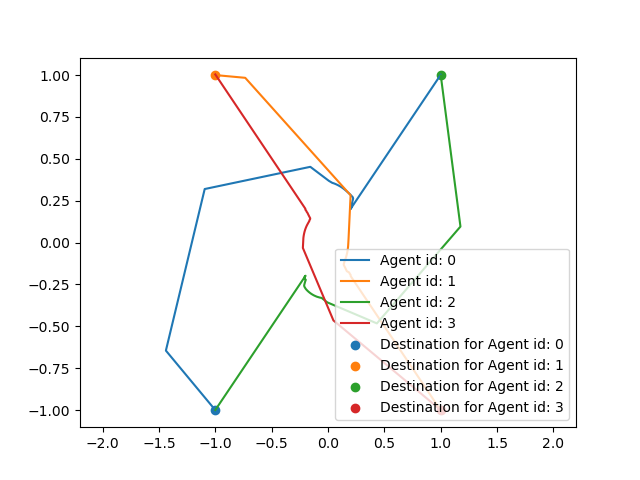 1.00
0.75
0.50
0.25
0.00
−0.25
−0.50
−0.75
−1.00
Agent id: 0
Agent id: 1
Agent id: 2
Agent id: 3
Destination for Agent id: 0
Destination for Agent id: 1
Destination for Agent id: 2
Destination for Agent id: 3
−2.0 −1.5 −1.0 −0.5 0.0 0.5 1.0 1.5 2.0